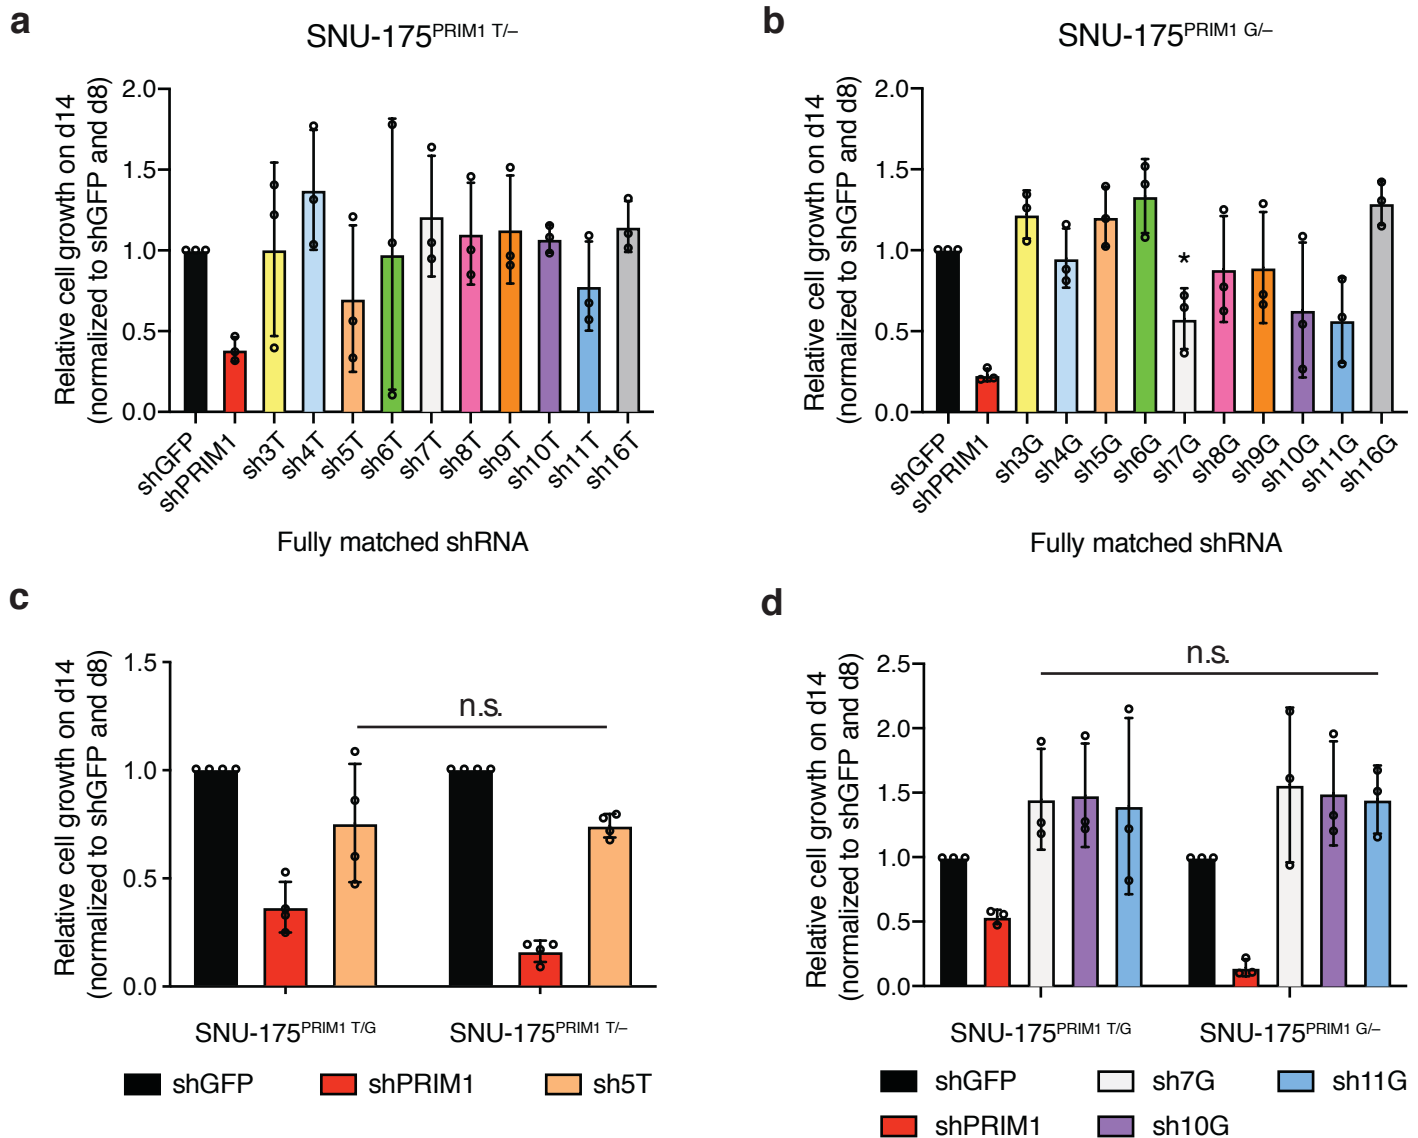 a
SNU-175PRIM1 T/–
Relative cell growth on d14
(normalized to shGFP and d8)
2.0
1.5
1.0
0.5
0.0
shGFP
shPRIM1
sh3T
sh4T
sh5T
sh6T
sh7T
sh8T
sh9T
sh10T
sh11T
sh16T
Fully matched shRNA
b
SNU-175PRIM1 G/–
Relative cell growth on d14
(normalized to shGFP and d8)
2.0
1.5
1.0
0.5
0.0
*
shGFP
shPRIM1
sh3G
sh4G
sh5G
sh6G
sh7G
sh8G
sh9G
sh10G
sh11G
sh16G
Fully matched shRNA
c
Relative cell growth on d14
(normalized to shGFP and d8)
1.5
1.0
0.5
0.0
n.s.
SNU-175PRIM1 T/G
SNU-175PRIM1 T/–
shGFP
shPRIM1
sh5T
d
Relative cell growth on d14
(normalized to shGFP and d8)
2.5
2.0
1.5
1.0
0.5
0.0
n.s.
SNU-175PRIM1 T/G
SNU-175PRIM1 G/–
shGFP
sh7G
sh11G
shPRIM1
sh10G